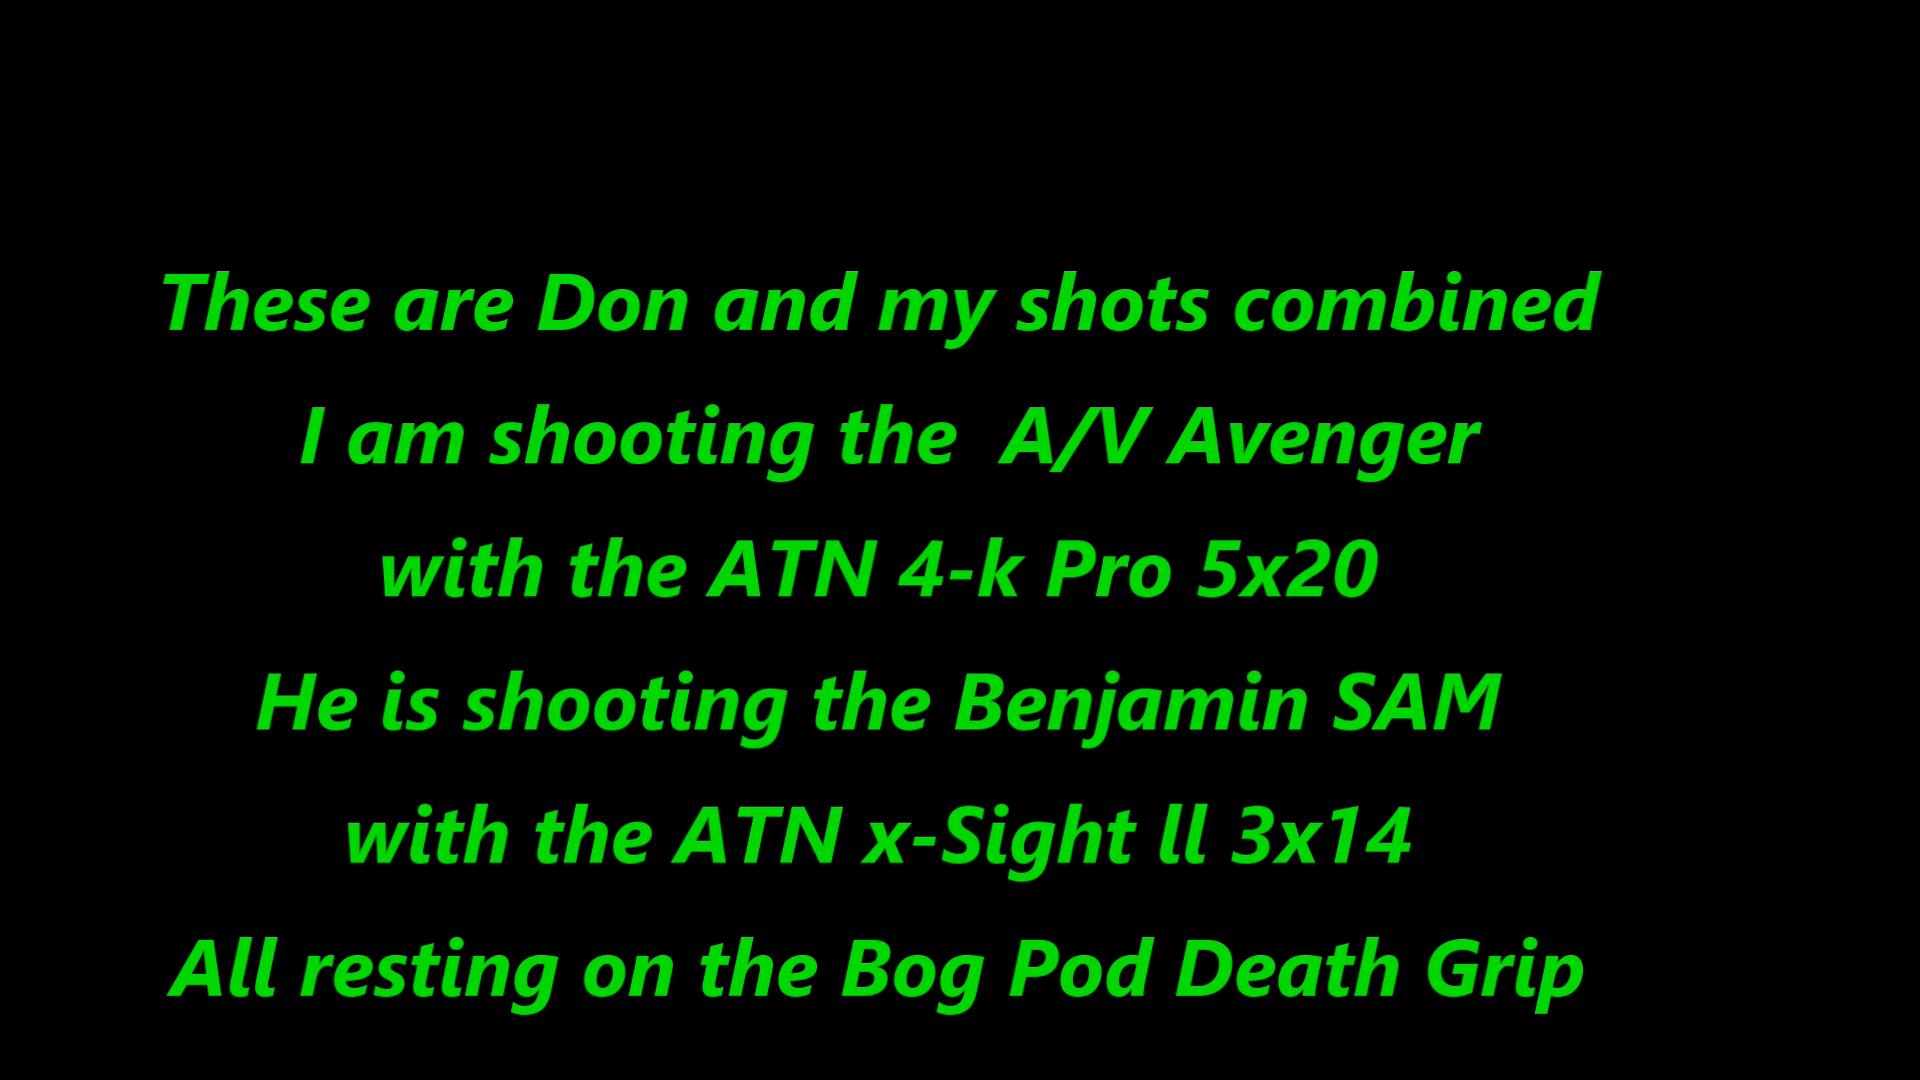 These are Don and my shots combined
I am shooting the  A/V Avenger
with the ATN 4-k Pro 5x20
He is shooting the Benjamin SAM
with the ATN x-Sight ll 3x14
All resting on the Bog Pod Death Grip